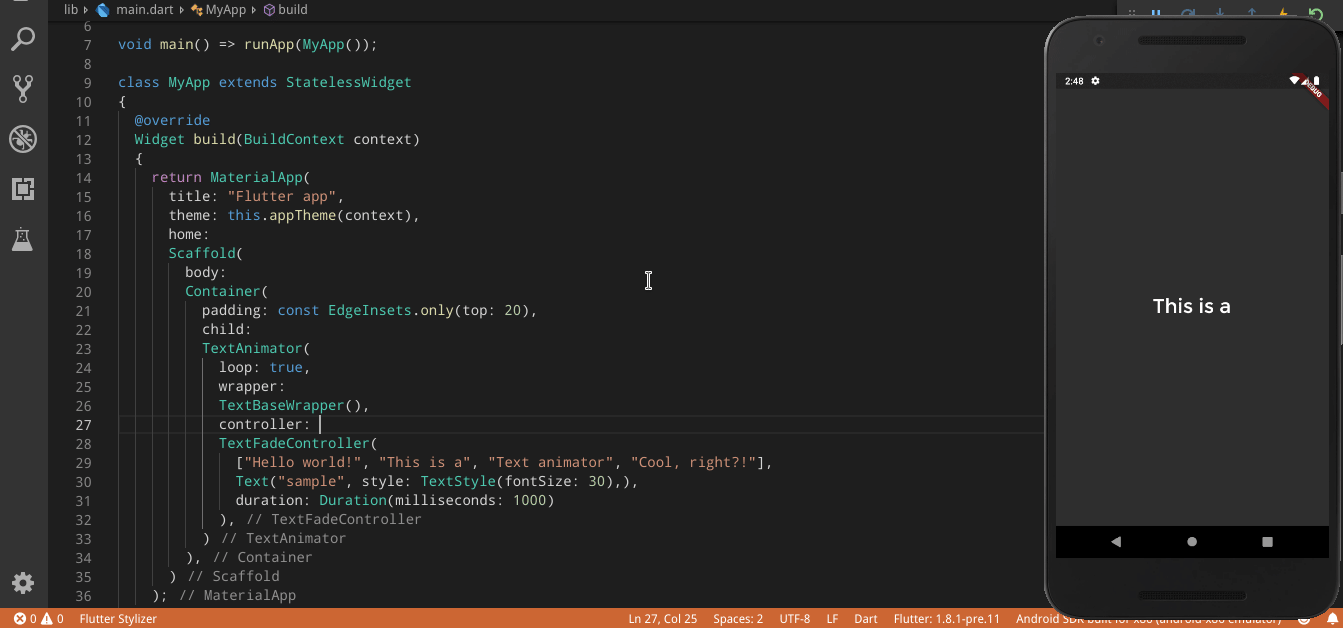 lib main.dart MyApp build
6
7 void main() => runApp(MyApp());
8
9 class MyApp extends StatelessWidget
10 {
11 @override
12 Widget build(BuildContext context)
13 {
14 return MaterialApp(
15 title: "Flutter app",
16 theme: this.appTheme(context),
17 home:
18 Scaffold(
19 body:
20 Container(
21 padding: const EdgeInsets.only(top: 20),
22 child:
23 TextAnimator(
24 loop: true,
25 wrapper:
26 TextBaseWrapper(),
27 controller:
28 TextFadeController(
29 ["Hello world!", "This is a", "Text animator", "Cool, right?!"],
30 Text("sample", style: TextStyle(fontSize: 30),),
31 duration: Duration(milliseconds: 1000)
32 ), // TextFadeController
33 ) // TextAnimator
34 ), // Container
35 ) // Scaffold
36 ); // MaterialApp
0 0 Flutter Stylizer Ln 27, Col 25 Spaces: 2 UTF-8 LF Dart Flutter: 1.8.1-pre.11 Android SDK built for x86 (android-x86 emulator)
2:48
DEBUG
This is a